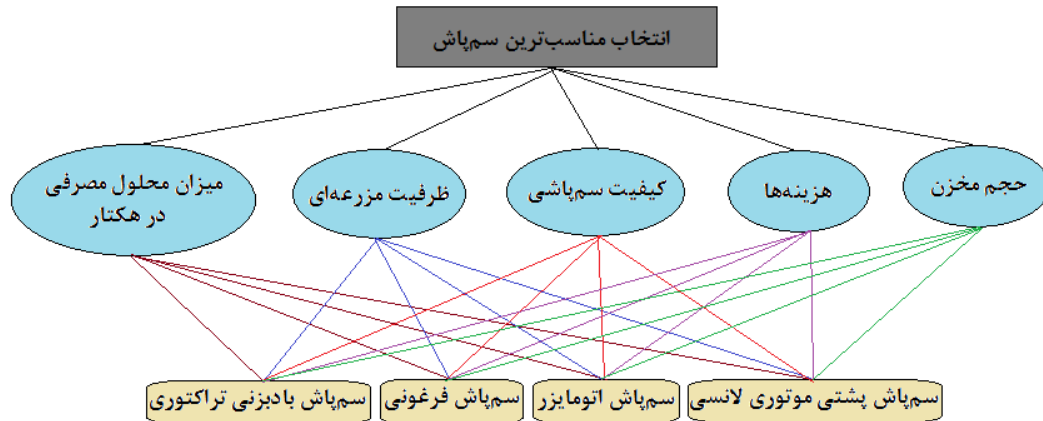 انتخاب مناسب‌ترین سم‌پاش
حجم مخزن
هزینه‌ها
کیفیت سم‌پاشی
ظرفیت مزرعه‌ای
میزان محلول مصرفی
در هکتار
سم‌پاش پشتی موتوری لانسی
سم‌پاش اتومایزر
سم‌پاش فرغونی
سم‌پاش بادبزنی تراکتوری